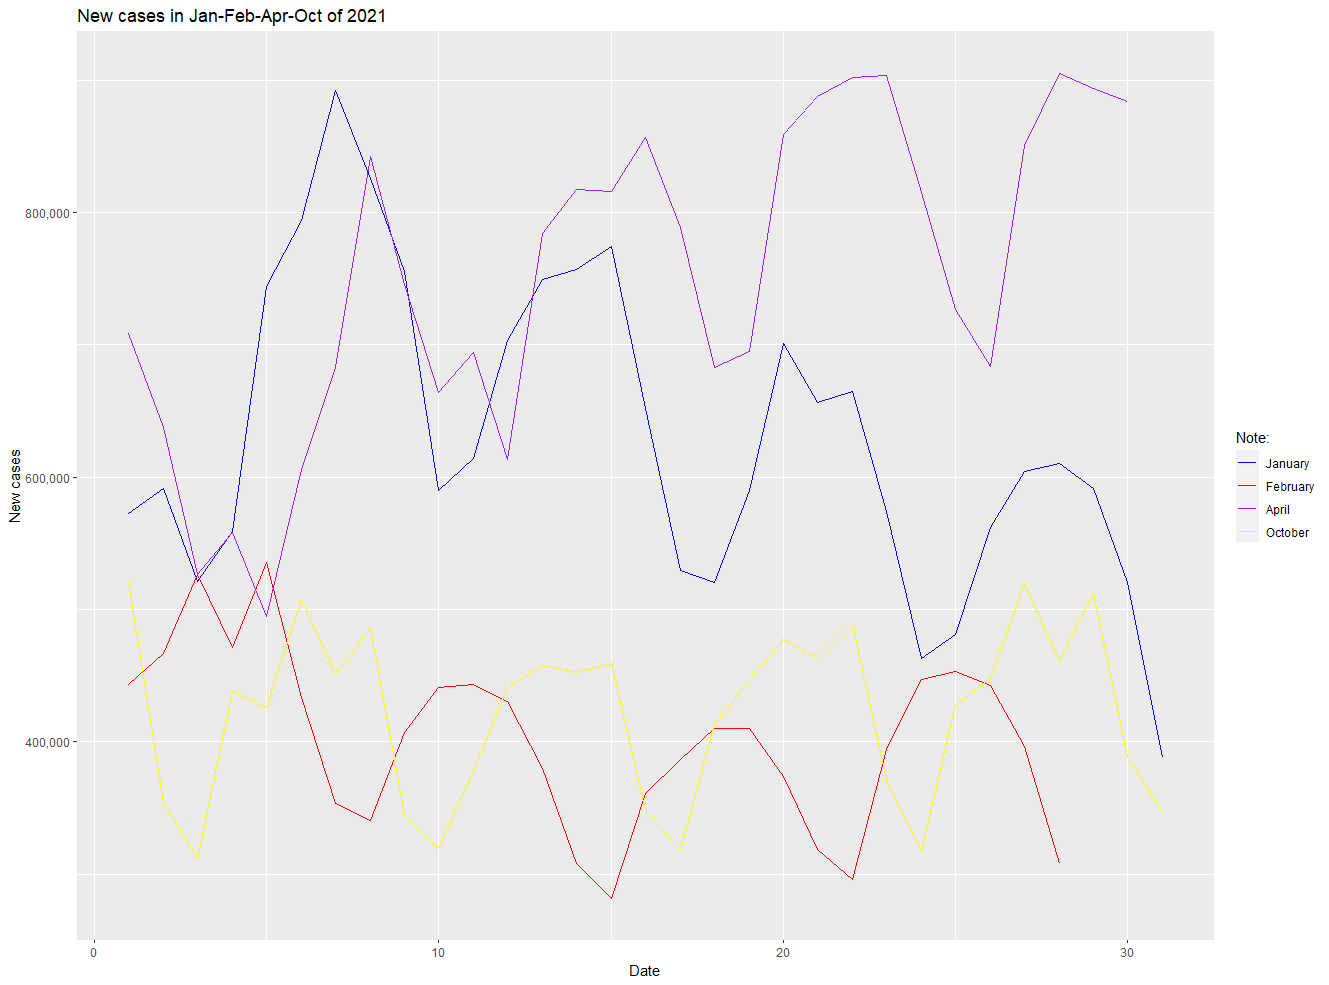 New cases in Jan-Feb-Apr-Oct of 2021
New cases
800,000
600,000
400,000
0
10
20
30
Date
Note:
January
February
April
October